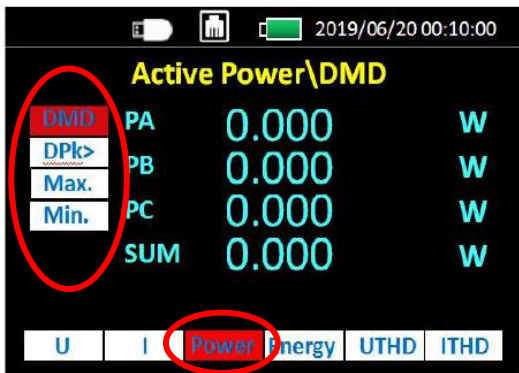 2019/06/20 00:10:00
Active Power\DMD
DMD
DPk>
Max.
Min.
PA 0.000 W
PB 0.000 W
PC 0.000 W
SUM 0.000 W
U I Power Energy UTHD ITHD